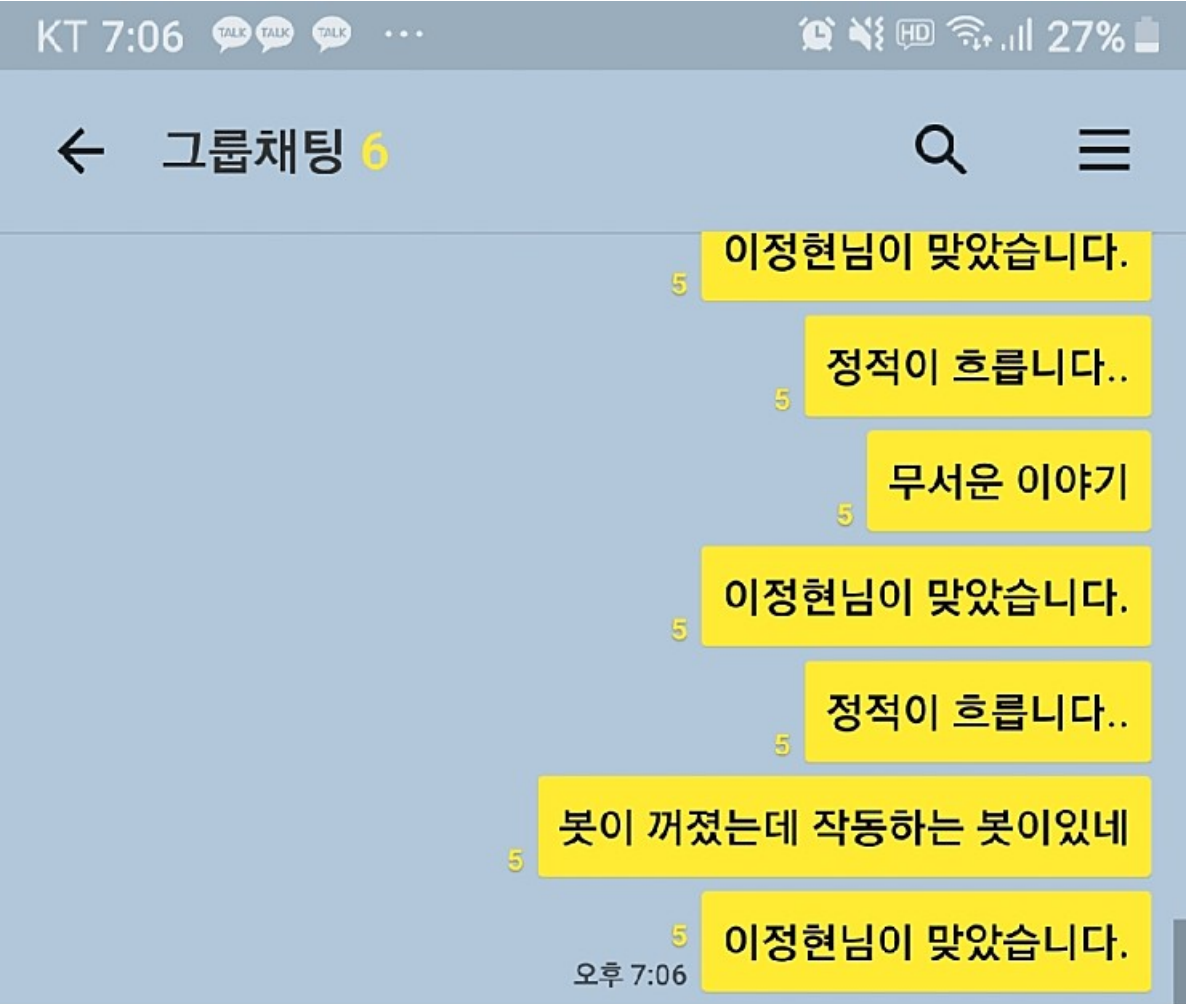 KT 7:06 TALK TALK TALK ... HD 27%
그룹채팅 6
이정현님이 맞았습니다.
5
정적이 흐릅니다..
5
무서운 이야기
5
이정현님이 맞았습니다.
5
정적이 흐릅니다..
5
봇이 꺼졌는데 작동하는 봇이있네
5
5
이정현님이 맞았습니다.
오후 7:06